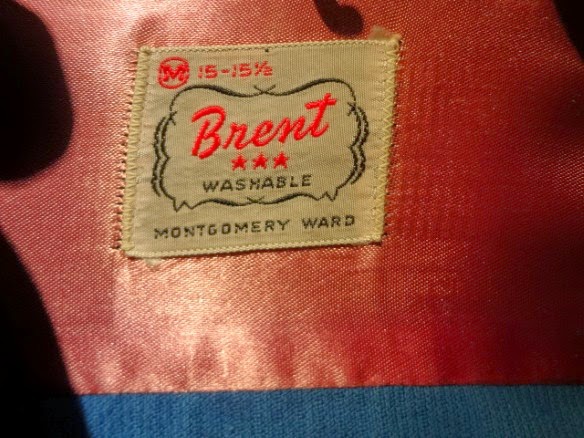 M 15-15½
Brent
★★★
WASHABLE
MONTGOMERY WARD